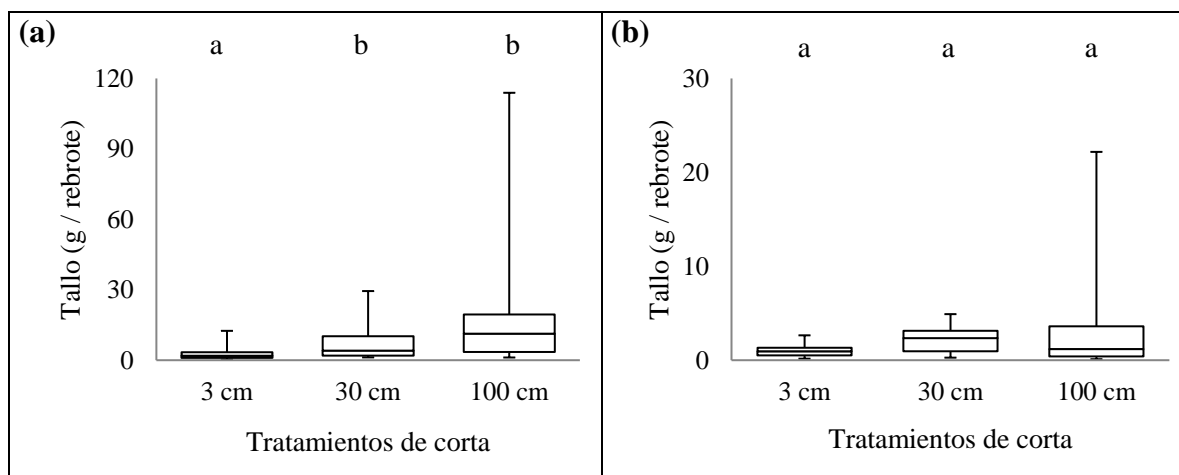 (a)
a b b
120
90
60
30
0
Tallo (g / rebrote)
3 cm 30 cm 100 cm
Tratamientos de corta
(b)
a a a
30
20
10
0
Tallo (g / rebrote)
3 cm 30 cm 100 cm
Tratamientos de corta